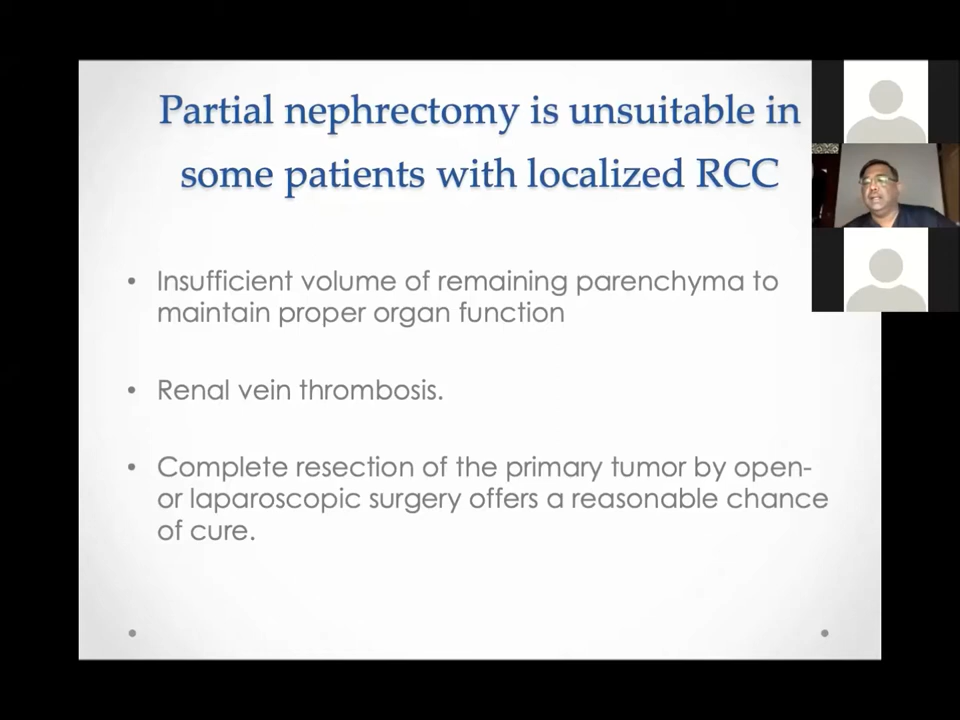 Partial nephrectomy is unsuitable in
some patients with localized RCC
• Insufficient volume of remaining parenchyma to
maintain proper organ function
• Renal vein thrombosis.
• Complete resection of the primary tumor by open-
or laparoscopic surgery offers a reasonable chance
of cure.